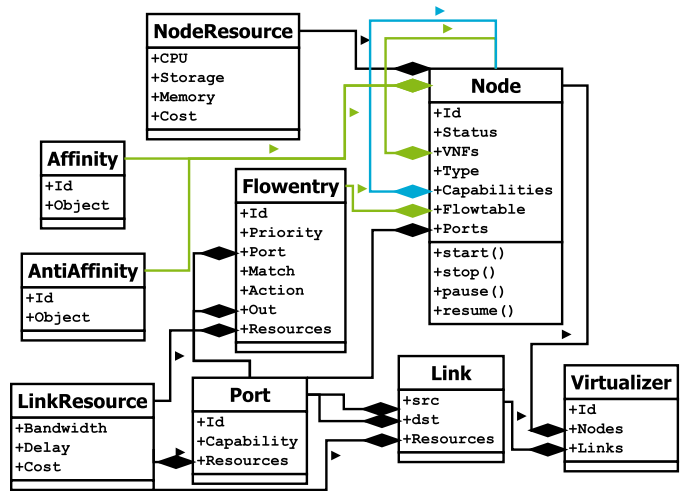 NodeResource
+CPU
+Storage
+Memory
+Cost
Node
+Id
+Status
+VNFs
+Type
+Capabilities
+Flowtable
+Ports
+start()
+stop()
+pause()
+resume()
Affinity
+Id
+Object
Flowentry
+Id
+Priority
+Port
+Match
+Action
+Out
+Resources
AntiAffinity
+Id
+Object
LinkResource
+Bandwidth
+Delay
+Cost
Port
+Id
+Capability
+Resources
Link
+src
+dst
+Resources
Virtualizer
+Id
+Nodes
+Links